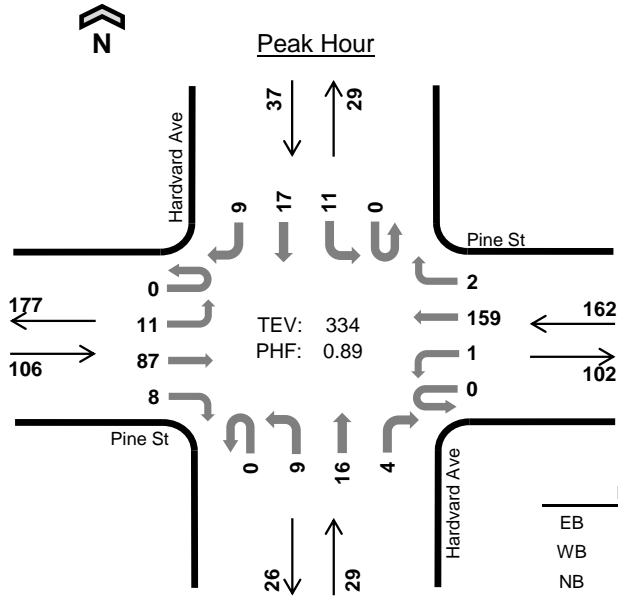 N
Peak Hour
37
29
Hardvard Ave
9
17
11
0
Pine St
0
2
177
11
TEV: 334
159
162
PHF: 0.89
106
87
1
102
8
0
Pine St
0
9
16
4
Hardvard Ave
26
29
EB
WB
NB